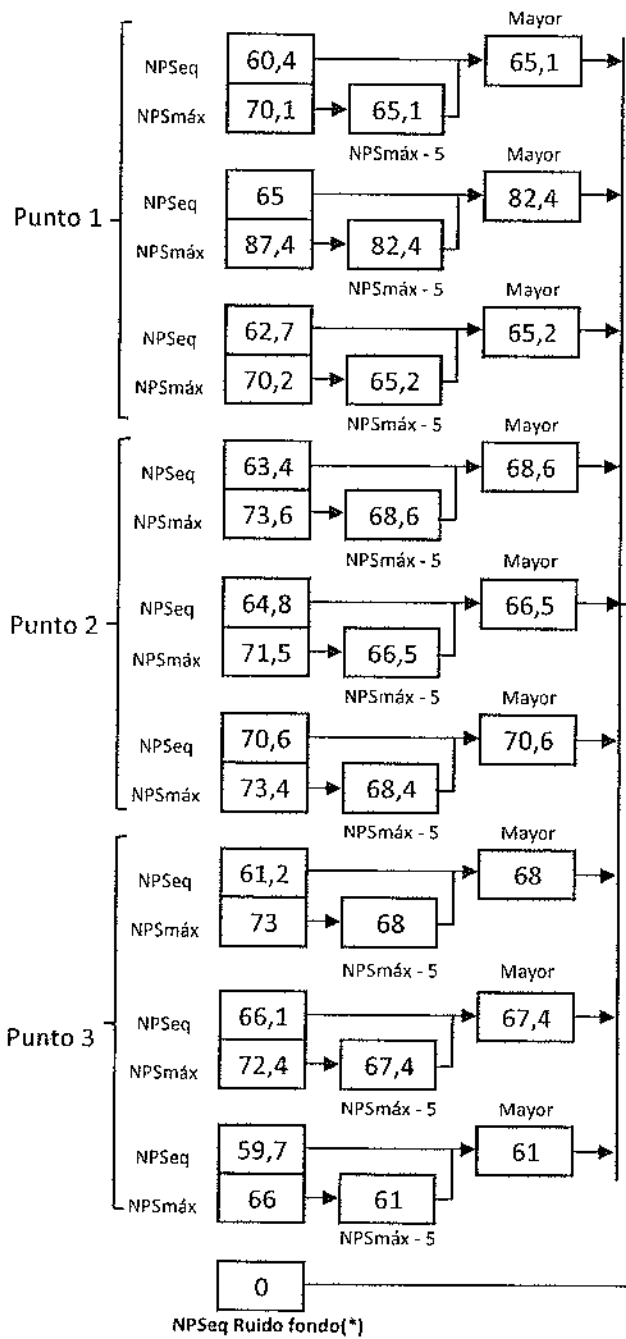 Mayor
NPSeq 60,4 65,1
NPSmáx 70,1 65,1
NPSmáx - 5
Mayor
NPSeq 65 82,4
Punto 1
NPSmáx 87,4 82,4
NPSmáx - 5
Mayor
NPSeq 62,7 65,2
NPSmáx 70,2 65,2
NPSmáx - 5
Mayor
NPSeq 63,4 68,6
NPSmáx 73,6 68,6
NPSmáx - 5
Mayor
NPSeq 64,8 66,5
Punto 2
NPSmáx 71,5 66,5
NPSmáx - 5
Mayor
NPSeq 70,6 70,6
NPSmáx 73,4 68,4
NPSmáx - 5
Mayor
NPSeq 61,2 68
NPSmáx 73 68
NPSmáx - 5
Mayor
NPSeq 66,1 67,4
Punto 3
NPSmáx 72,4 67,4
NPSmáx - 5
Mayor
NPSeq 59,7 61
NPSmáx 66 61
NPSmáx - 5
0
NPSeq Ruido fondo(*)